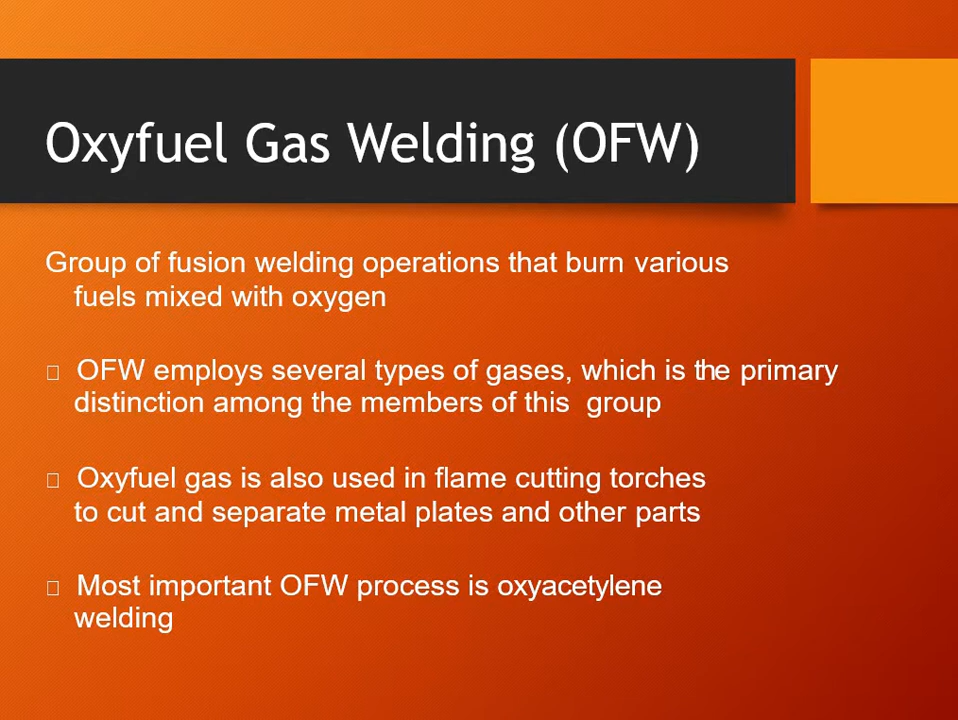 Oxyfuel Gas Welding (OFW)
Group of fusion welding operations that burn various
fuels mixed with oxygen
□ OFW employs several types of gases, which is the primary
distinction among the members of this group
□ Oxyfuel gas is also used in flame cutting torches
to cut and separate metal plates and other parts
□ Most important OFW process is oxyacetylene
welding